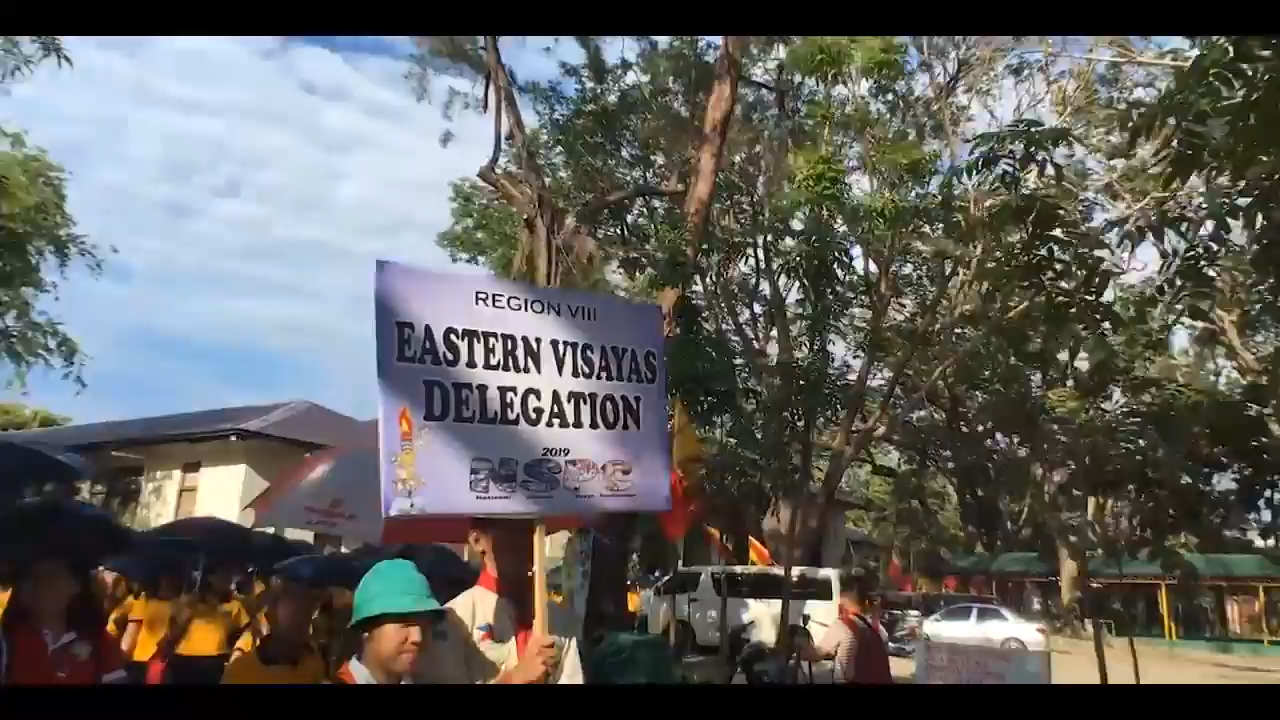 REGION VIII
EASTERN VISAYAS
DELEGATION
2019
NSPC